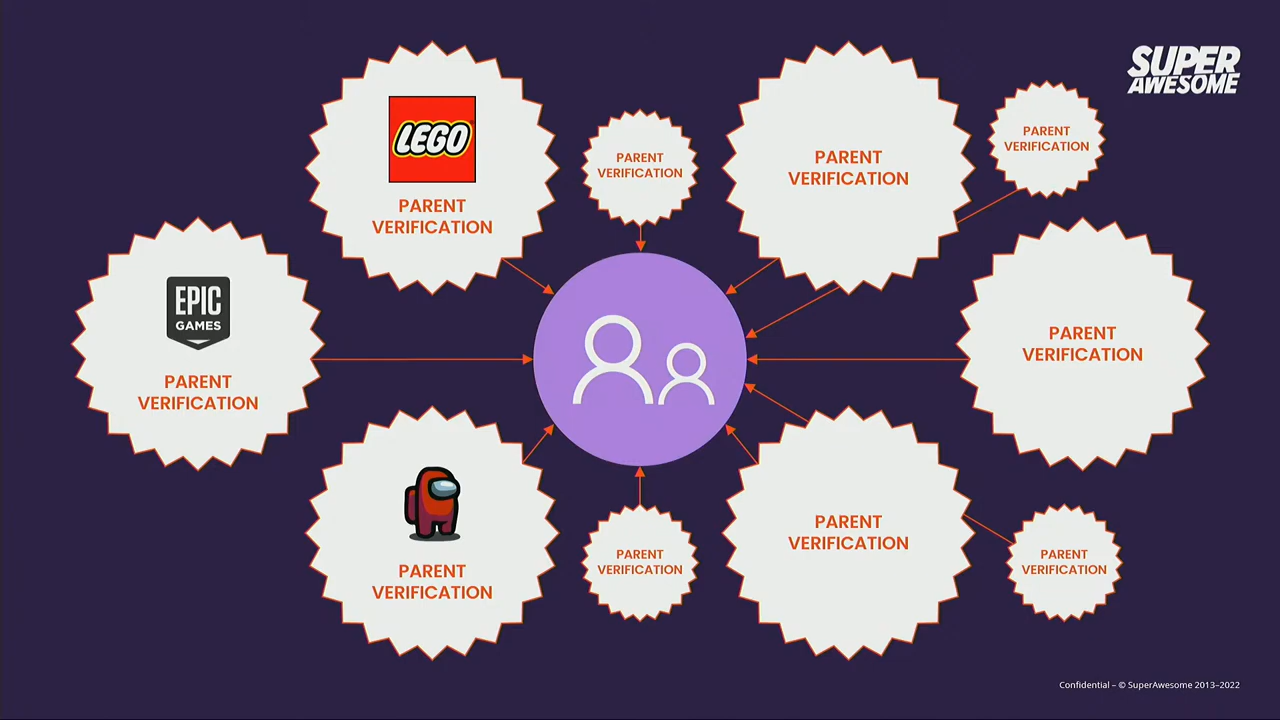 SUPER
AWESOME
LEGO
PARENT
VERIFICATION
PARENT
VERIFICATION
PARENT
VERIFICATION
PARENT
VERIFICATION
EPIC
GAMES
PARENT
VERIFICATION
PARENT
VERIFICATION
PARENT
VERIFICATION
PARENT
VERIFICATION
PARENT
VERIFICATION
PARENT
VERIFICATION
Confidential – © SuperAwesome 2013–2022